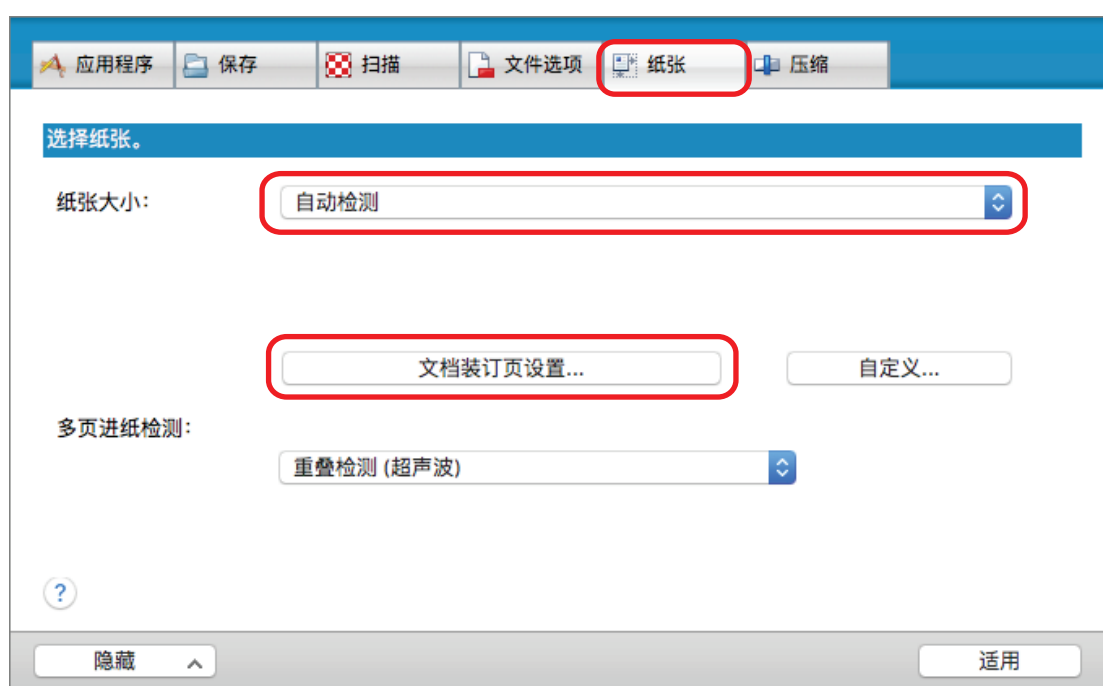 应用程序 保存 扫描 文件选项 纸张 压缩
选择纸张。
纸张大小: 自动检测
文档装订页设置... 自定义...
多页进纸检测:
重叠检测 (超声波)
?
隐藏 适用